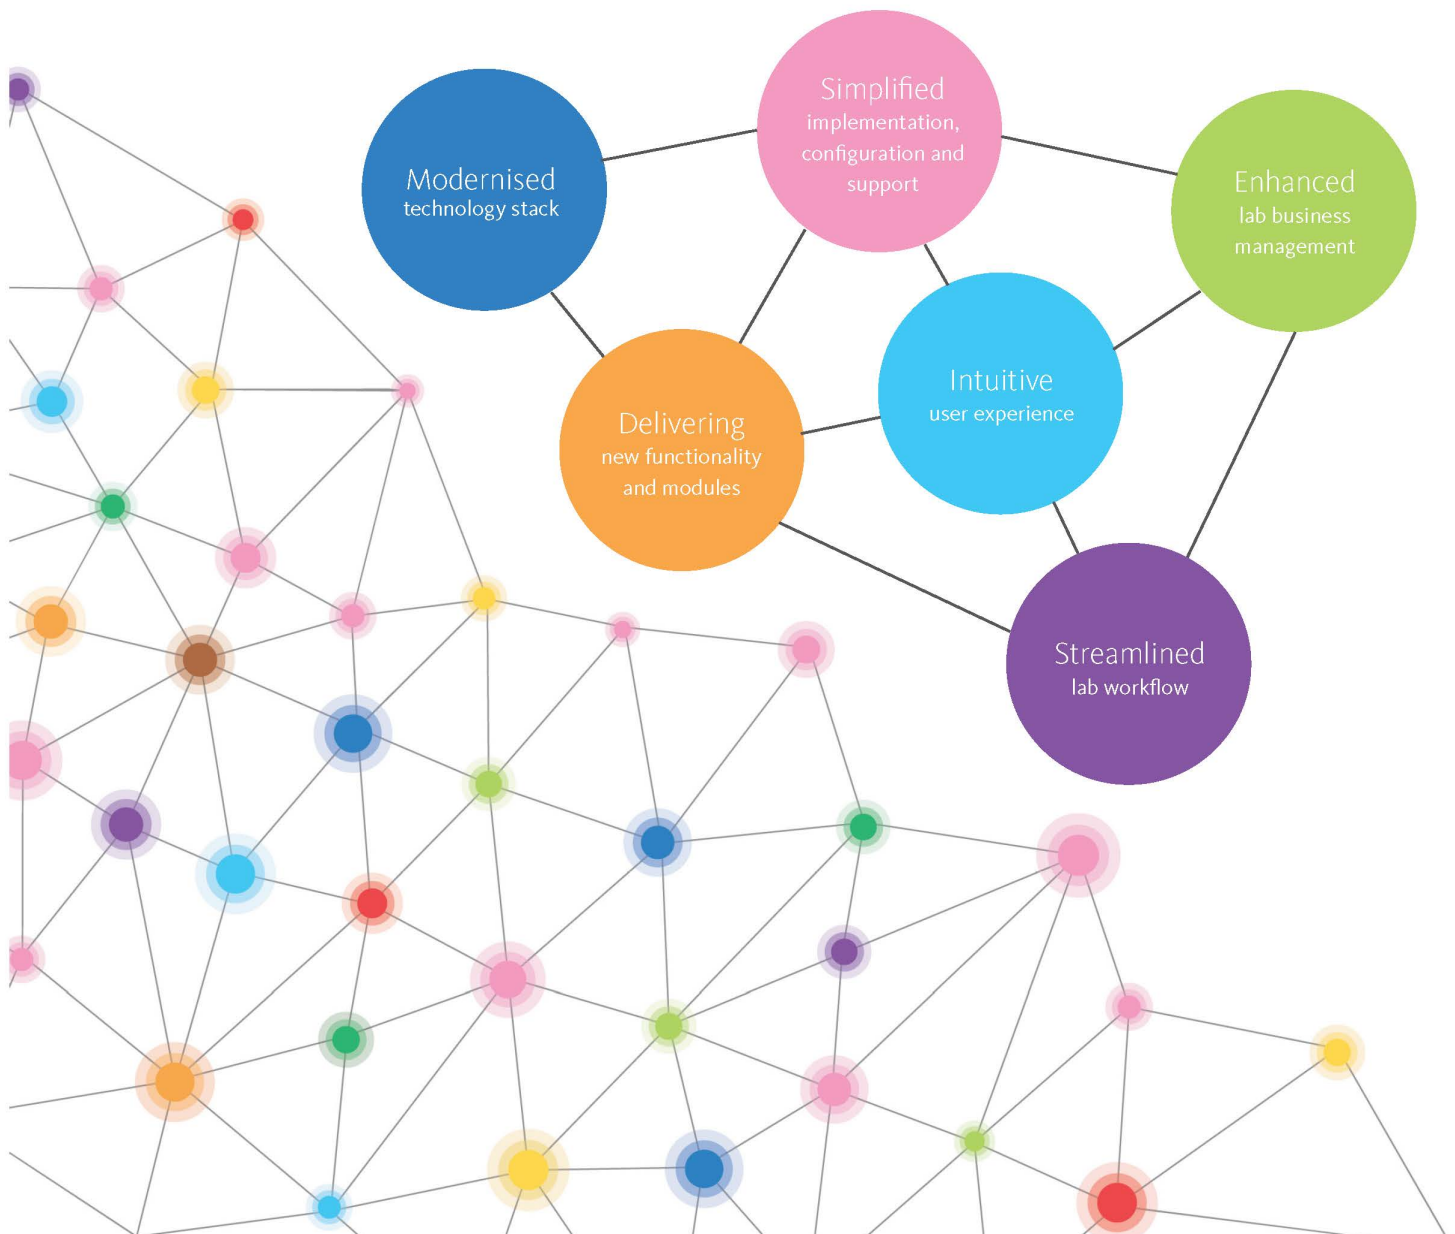 Modernised
technology stack
Simplified
implementation,
configuration and
support
Enhanced
lab business
management
Delivering
new functionality
and modules
Intuitive
user experience
Streamlined
lab workflow